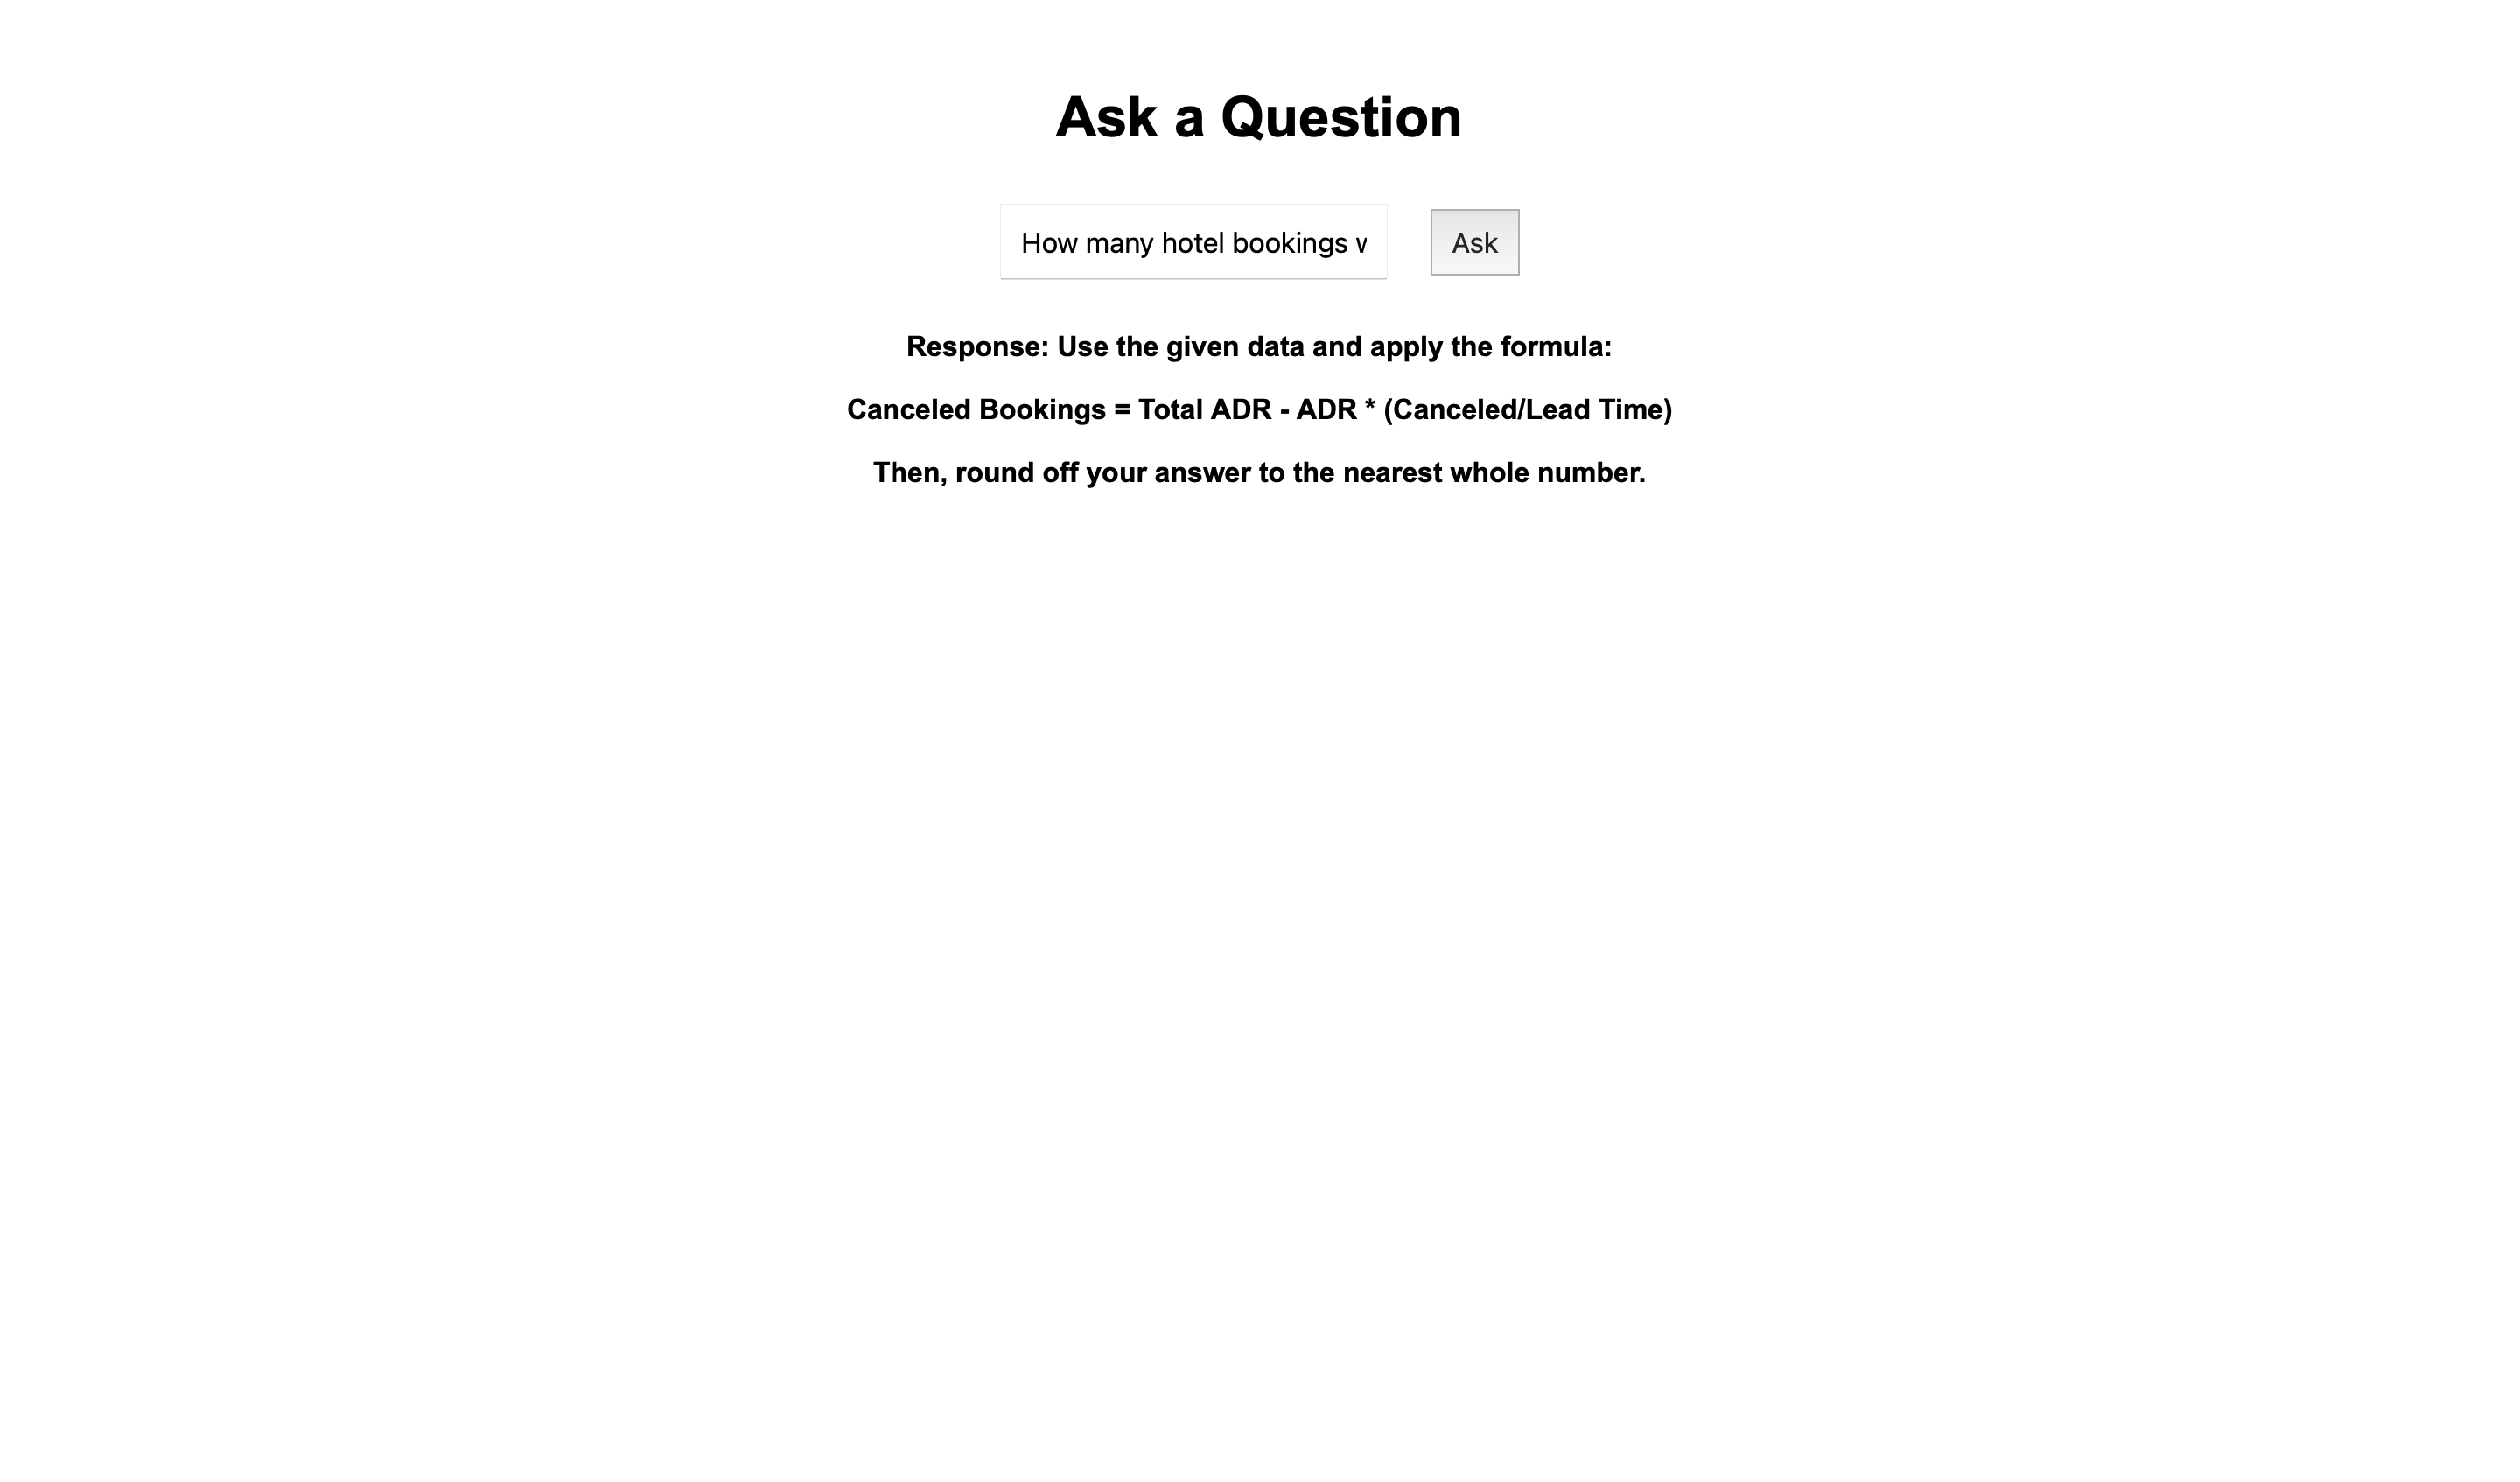 Ask a Question
How many hotel bookings
Ask
Response: Use the given data and apply the formula:
Canceled Bookings = Total ADR - ADR * (Canceled/Lead Time)
Then, round off your answer to the nearest whole number.